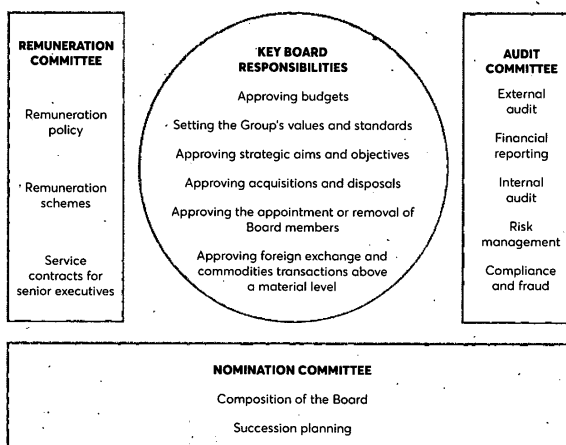 REMUNERATION
COMMITTEE
Remuneration
policy
Remuneration
schemes
Service
contracts for
senior executives
KEY BOARD
RESPONSIBILITIES
Approving budgets
Setting the Group's values and standards
Approving strategic aims and objectives
Approving acquisitions and disposals
Approving the appointment or removal of
Board members
Approving foreign exchange and
commodities transactions above
a material level
AUDIT
COMMITTEE
External
audit
Financial
reporting
Internal
audit
Risk
management
Compliance
and fraud
NOMINATION COMMITTEE
Composition of the Board
Succession planning